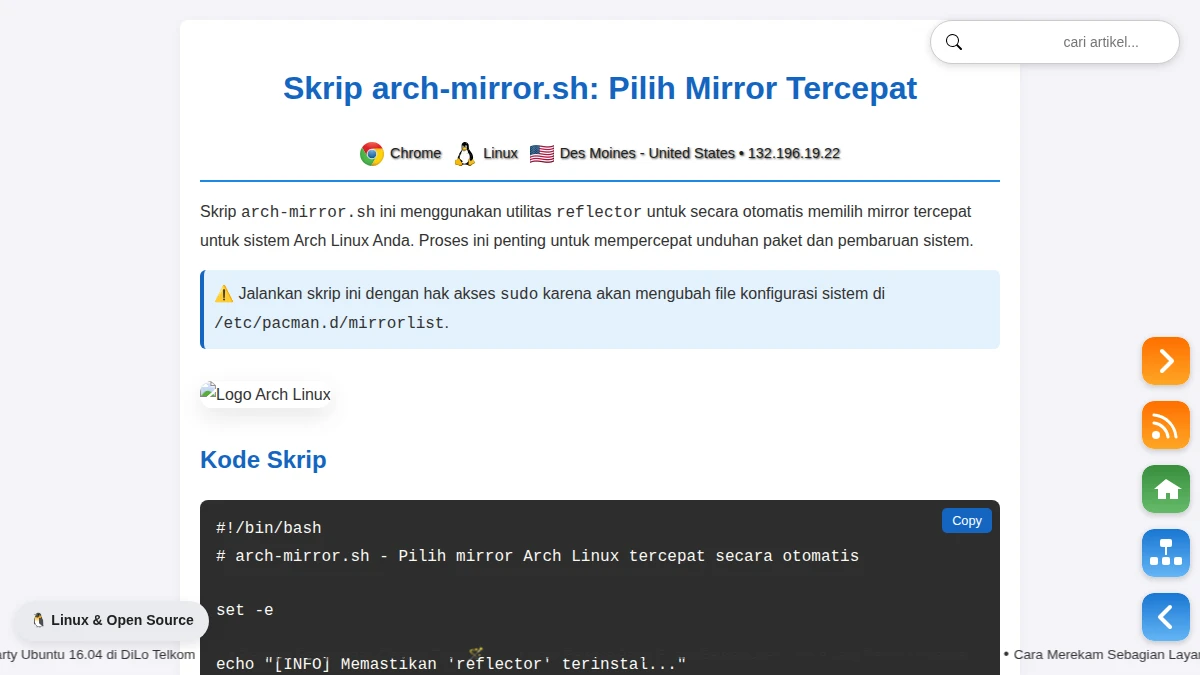 cari artikel...
Skrip arch-mirror.sh: Pilih Mirror Tercepat
Chrome Linux Des Moines - United States • 132.196.19.22
Skrip arch-mirror.sh ini menggunakan utilitas reflector untuk secara otomatis memilih mirror tercepat
untuk sistem Arch Linux Anda. Proses ini penting untuk mempercepat unduhan paket dan pembaruan sistem.
⚠️ Jalankan skrip ini dengan hak akses sudo karena akan mengubah file konfigurasi sistem di
/etc/pacman.d/mirrorlist.
Logo Arch Linux
Kode Skrip
Copy
#!/bin/bash
# arch-mirror.sh - Pilih mirror Arch Linux tercepat secara otomatis
set -e
echo "[INFO] Memastikan 'reflector' terinstal..."
🐧 Linux & Open Source
rty Ubuntu 16.04 di DiLo Telkom
• Cara Merekam Sebagian Layar